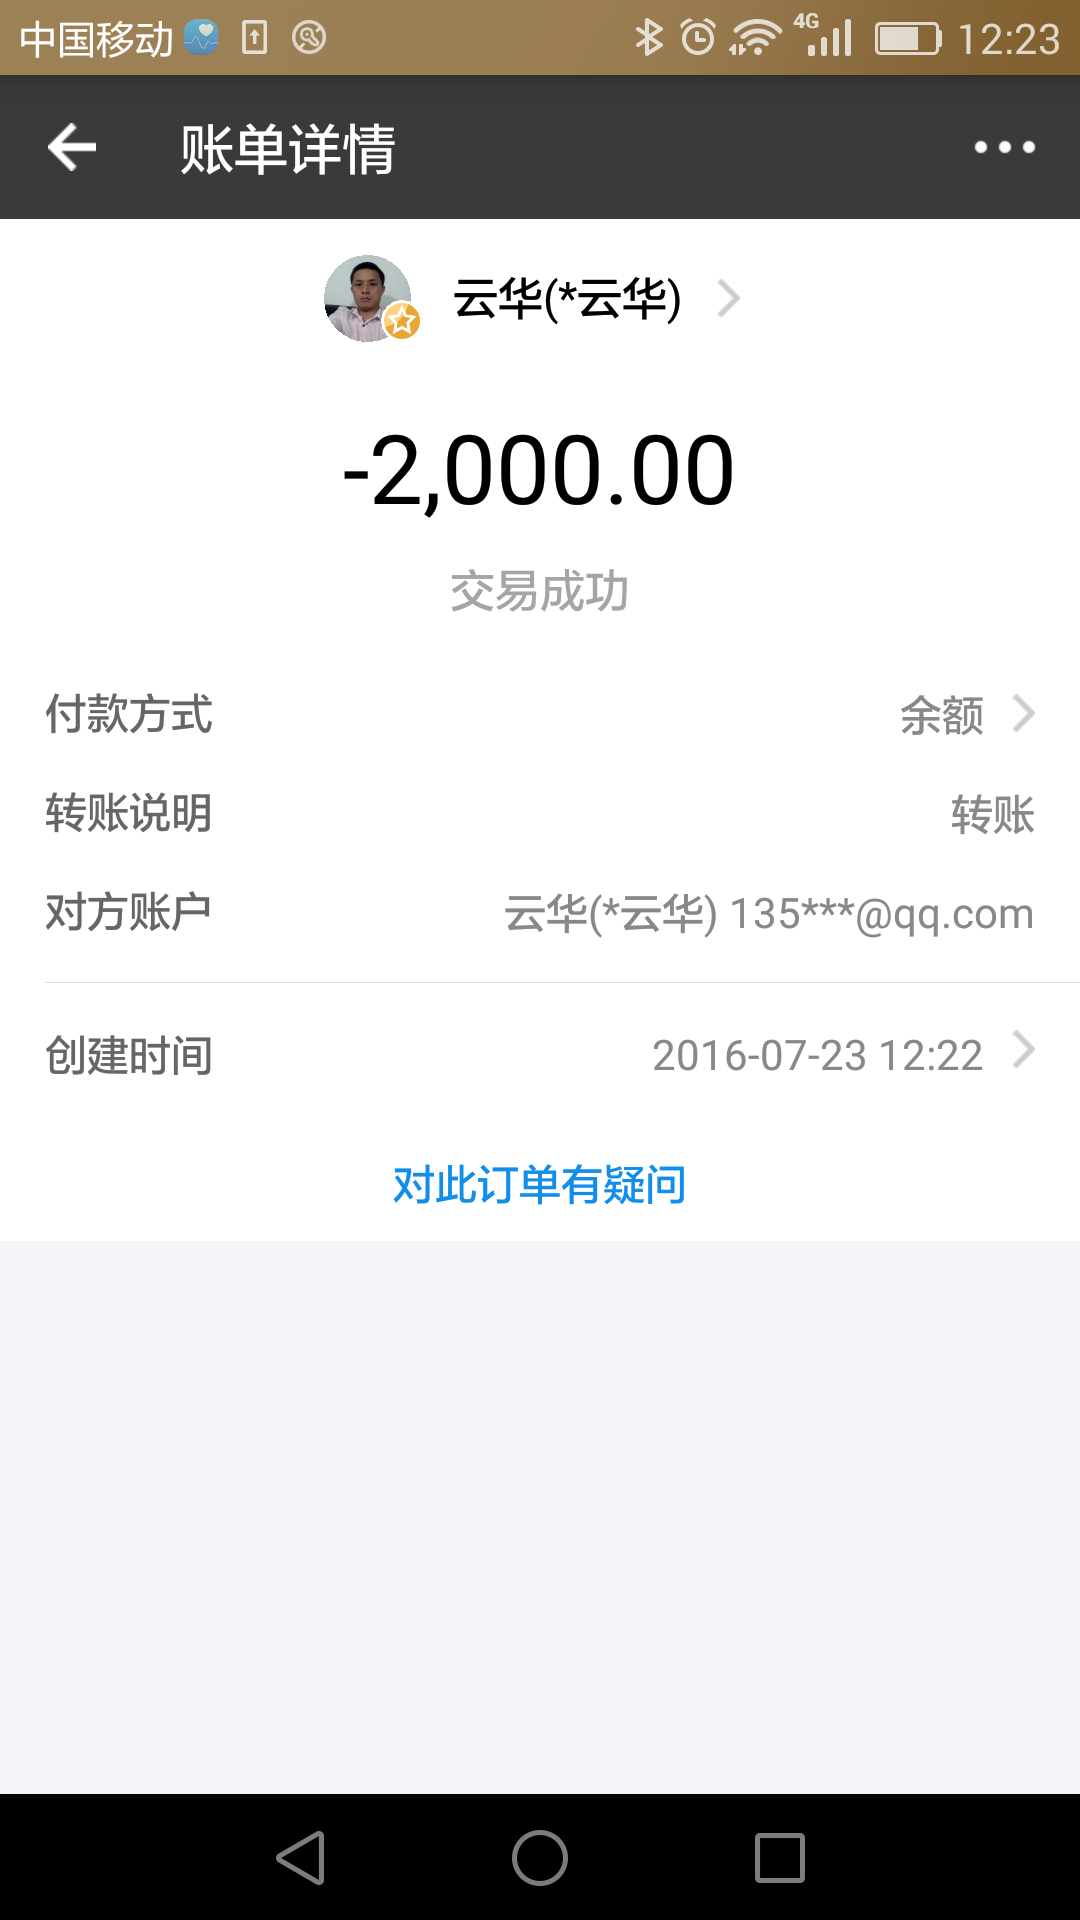 中国移动 4G 12:23
账单详情
云华(*云华)
-2,000.00
交易成功
付款方式 余额
转账说明 转账
对方账户 云华(*云华) 135***@qq.com
创建时间 2016-07-23 12:22
对此订单有疑问